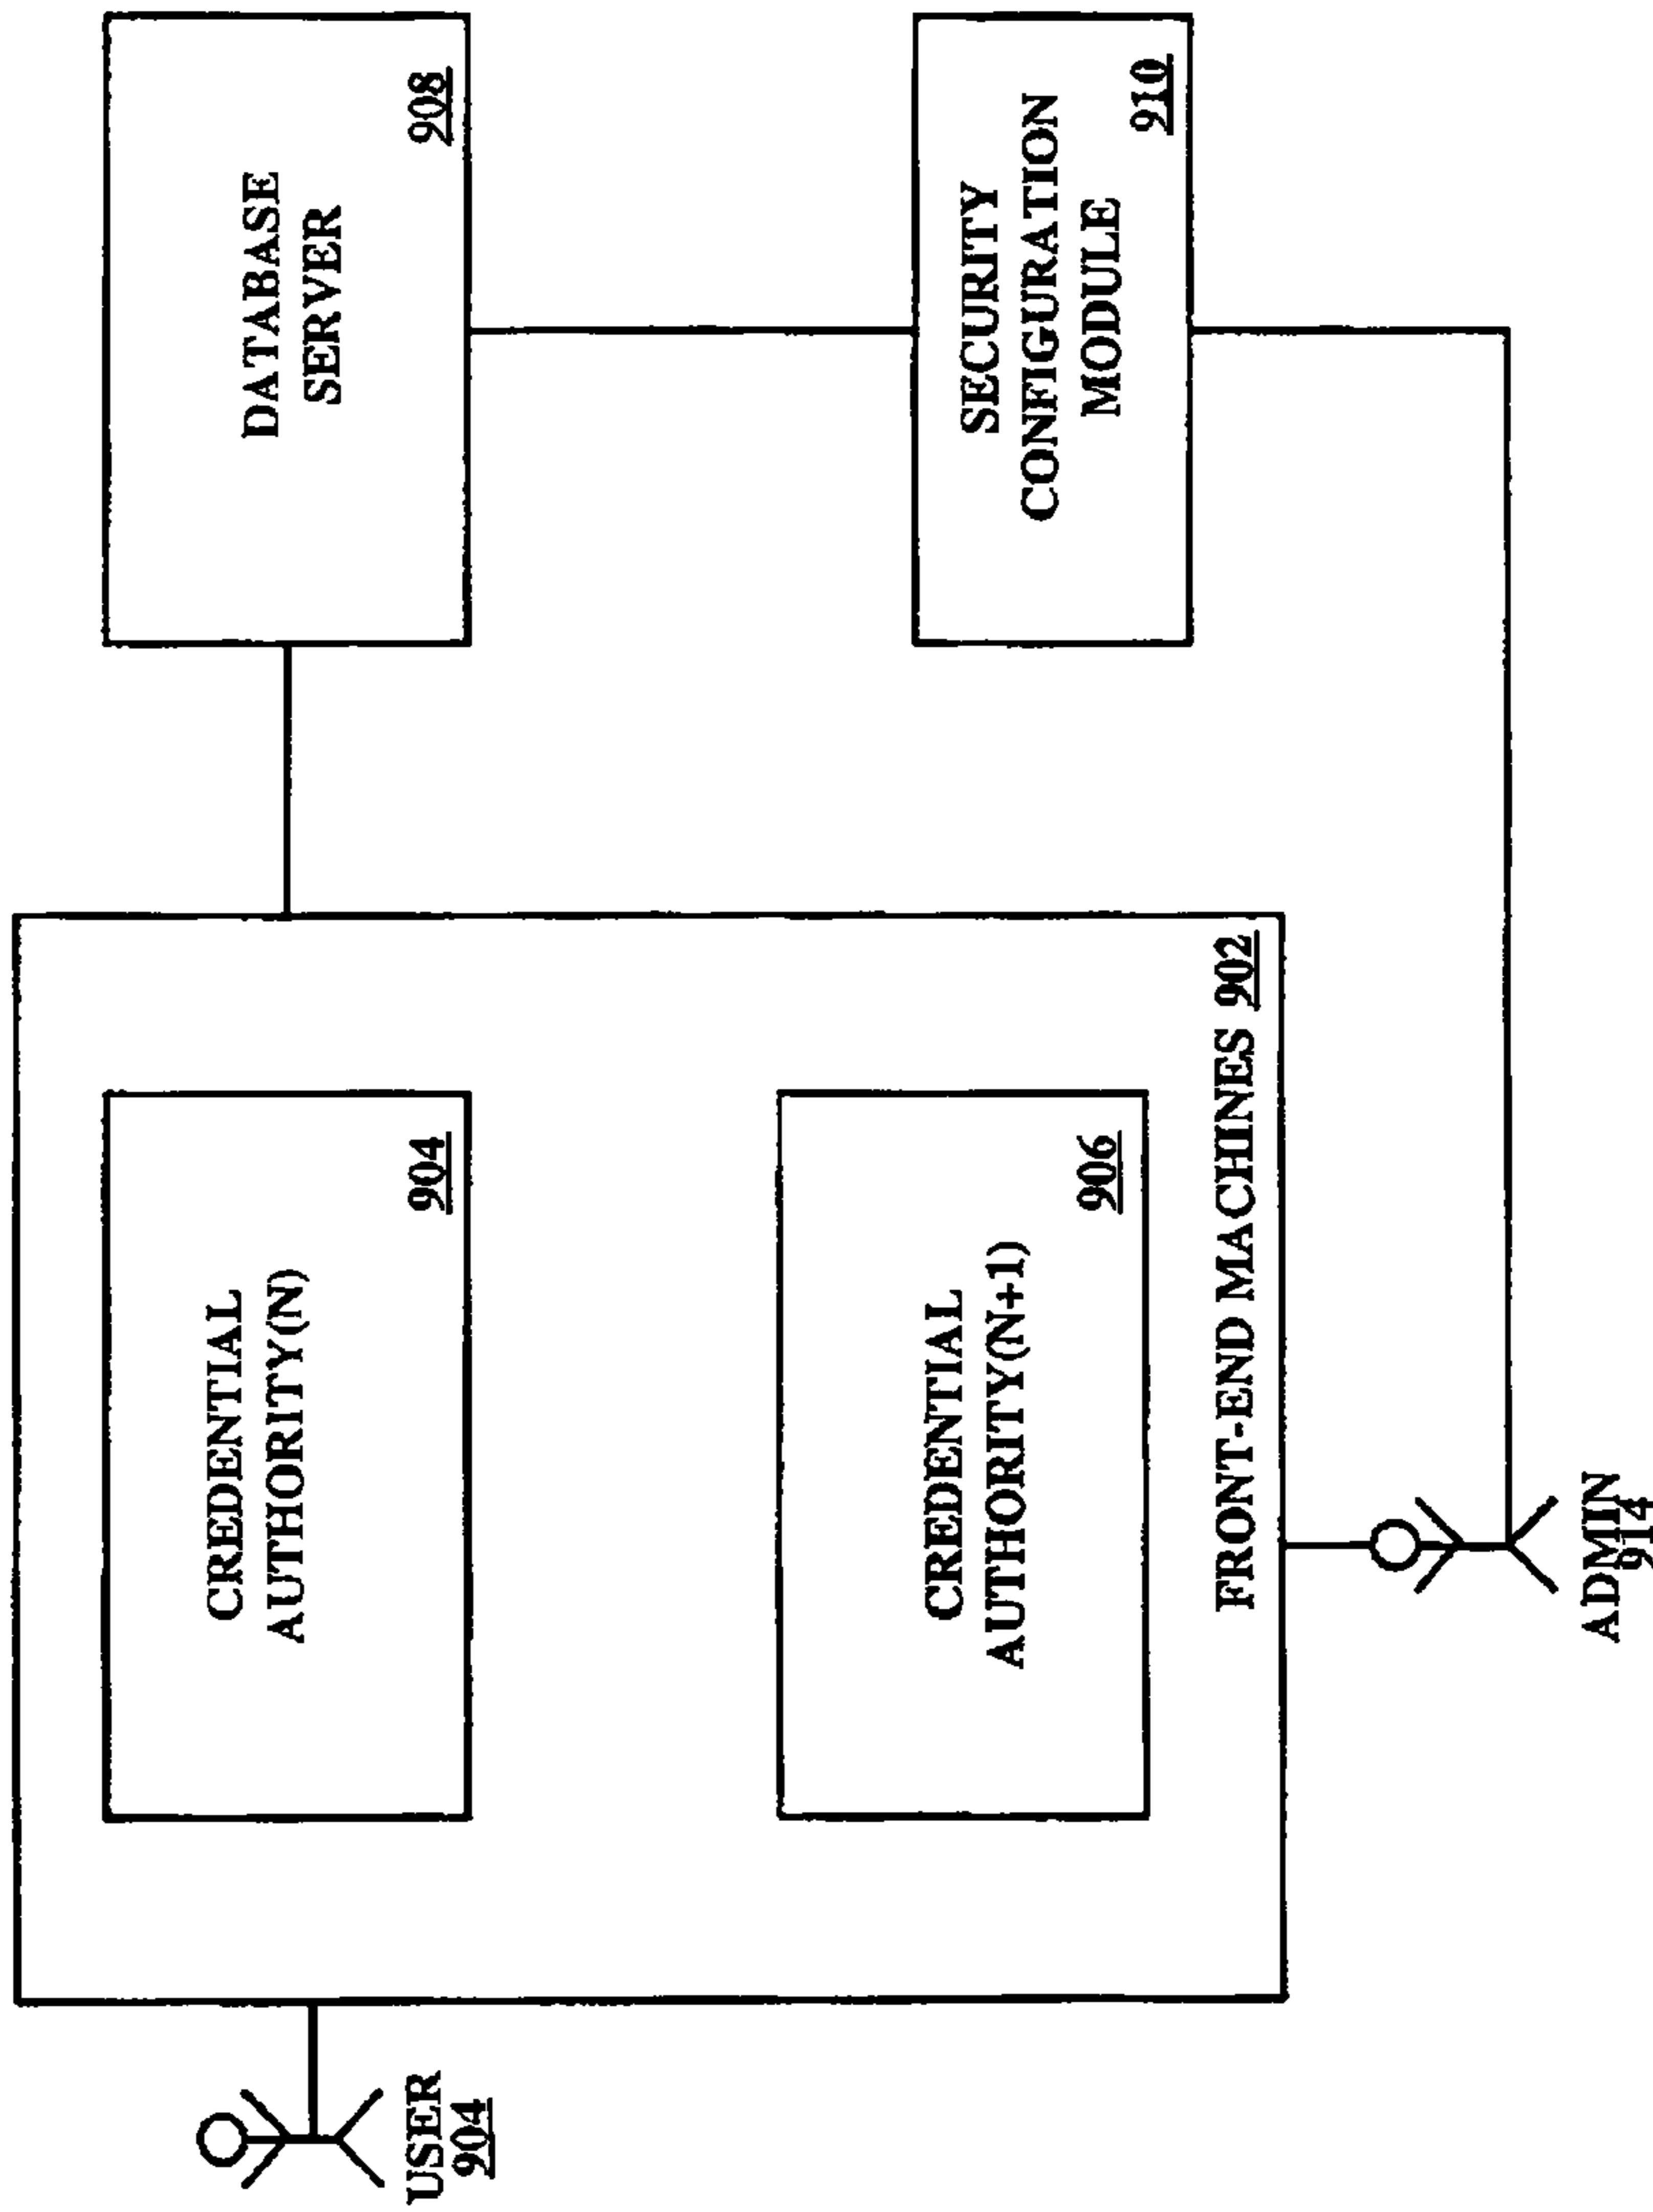 USER
904
CREDENTIAL
AUTHORITY(N)
904
CREDENTIAL
AUTHORITY(N+1)
906
FRONT-END MACHINES 902
ADMIN
914
DATABASE
SERVER
908
SECURITY
CONFIGURATION
MODULE
910